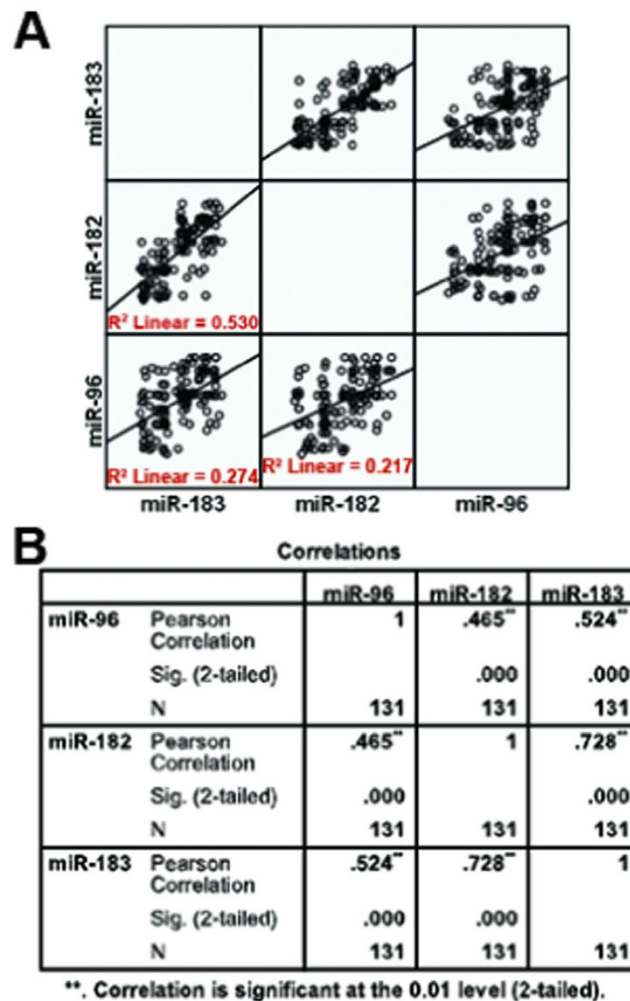 A
miR-183
miR-182
R² Linear = 0.530
miR-96
R² Linear = 0.274 R² Linear = 0.217
miR-183 miR-182 miR-96
B
Correlations
miR-96 miR-182 miR-183
miR-96 Pearson Correlation 1 .465** .524**
Sig. (2-tailed) .000 .000
N 131 131 131
miR-182 Pearson Correlation .465** 1 .728**
Sig. (2-tailed) .000 .000
N 131 131 131
miR-183 Pearson Correlation .524** .728** 1
Sig. (2-tailed) .000 .000
N 131 131 131
**. Correlation is significant at the 0.01 level (2-tailed).